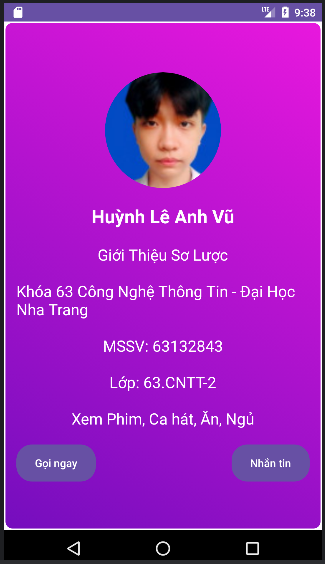 LTE 9:38
Huỳnh Lê Anh Vũ
Giới Thiệu Sơ Lược
Khóa 63 Công Nghệ Thông Tin - Đại Học
Nha Trang
MSSV: 63132843
Lớp: 63.CNTT-2
Xem Phim, Ca hát, Ăn, Ngủ
Gọi ngay Nhắn tin